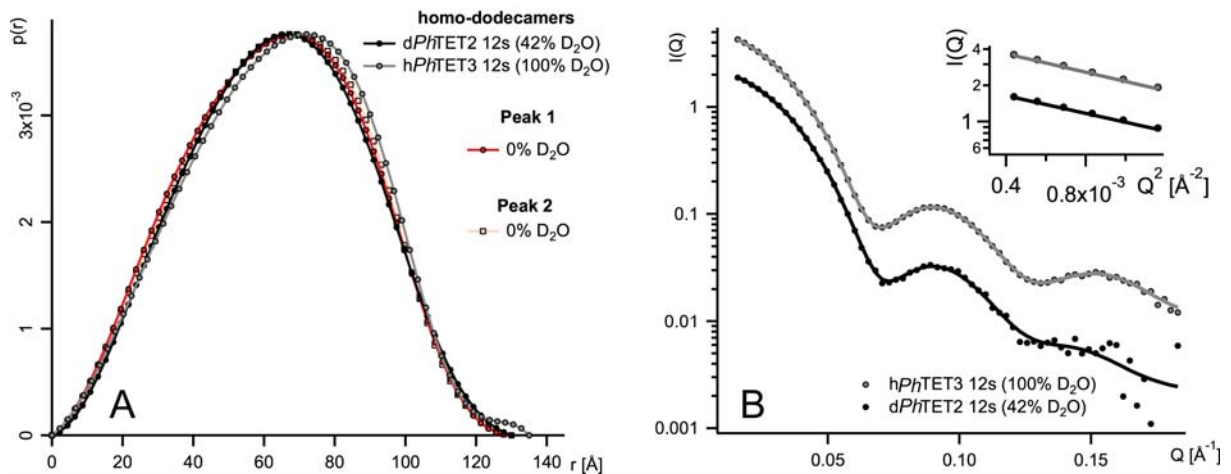 p(r)
3x10⁻³
2
1
0
0
20
40
60
80
100
120
140
r [Å]
A
homo-dodecamers
dPhTET2 12s (42% D₂O)
hPhTET3 12s (100% D₂O)
Peak 1
0% D₂O
Peak 2
0% D₂O
I(Q)
1
0.1
0.01
0.001
0.05
0.10
0.15
Q [Å⁻¹]
B
hPhTET3 12s (100% D₂O)
dPhTET2 12s (42% D₂O)
I(Q)
4
2
1
6
0.4
0.8x10⁻³
Q² [Å⁻²]